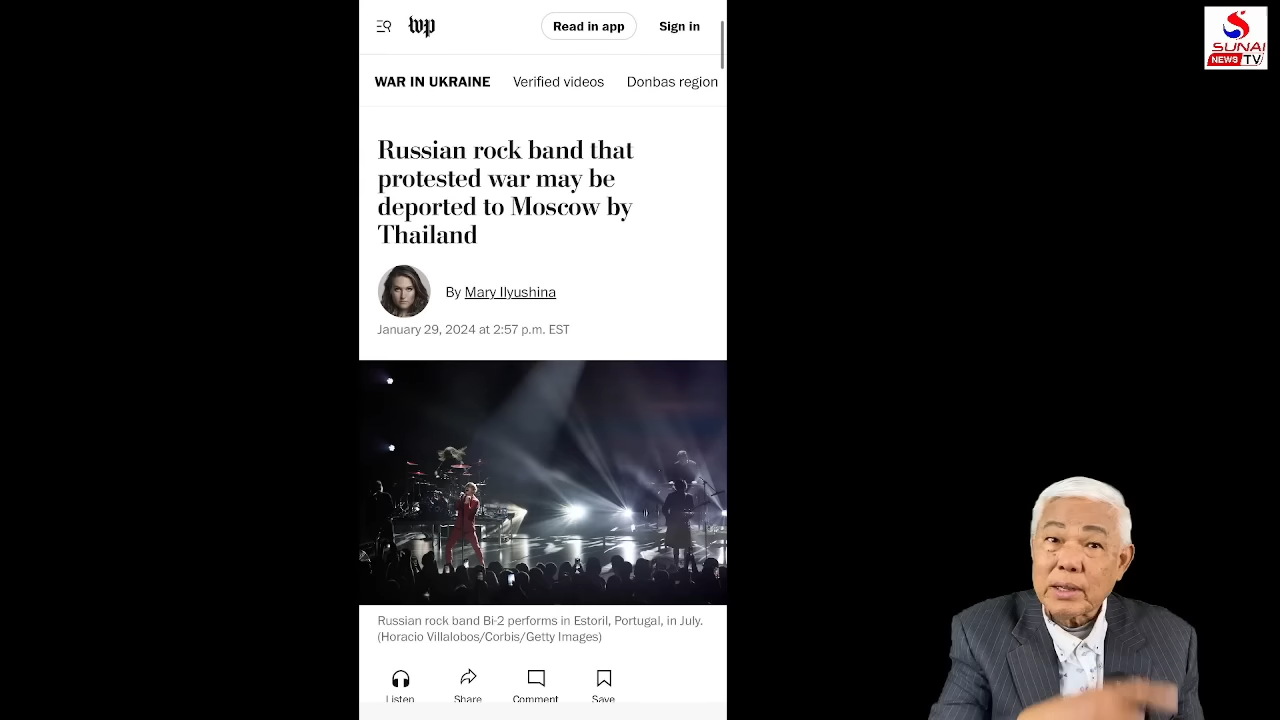 wp
Read in app
Sign in
SUNAI
NEWS TV
WAR IN UKRAINE Verified videos Donbas region
Russian rock band that
protested war may be
deported to Moscow by
Thailand
By Mary Ilyushina
January 29, 2024 at 2:57 p.m. EST
Russian rock band Bi-2 performs in Estoril, Portugal, in July.
(Horacio Villalobos/Corbis/Getty Images)
Listen Share Comment Save